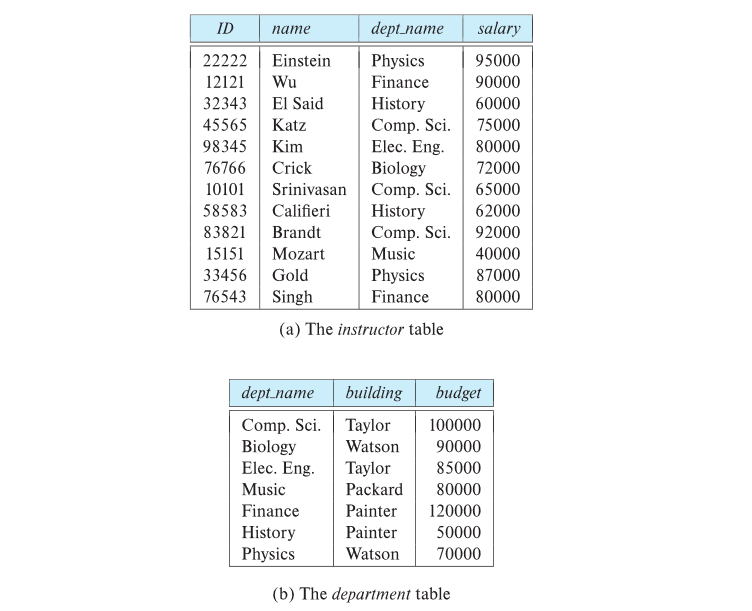 ID name dept_name salary
22222 Einstein Physics 95000
12121 Wu Finance 90000
32343 El Said History 60000
45565 Katz Comp. Sci. 75000
98345 Kim Elec. Eng. 80000
76766 Crick Biology 72000
10101 Srinivasan Comp. Sci. 65000
58583 Califieri History 62000
83821 Brandt Comp. Sci. 92000
15151 Mozart Music 40000
33456 Gold Physics 87000
76543 Singh Finance 80000
(a) The instructor table
dept_name building budget
Comp. Sci. Taylor 100000
Biology Watson 90000
Elec. Eng. Taylor 85000
Music Packard 80000
Finance Painter 120000
History Painter 50000
Physics Watson 70000
(b) The department table